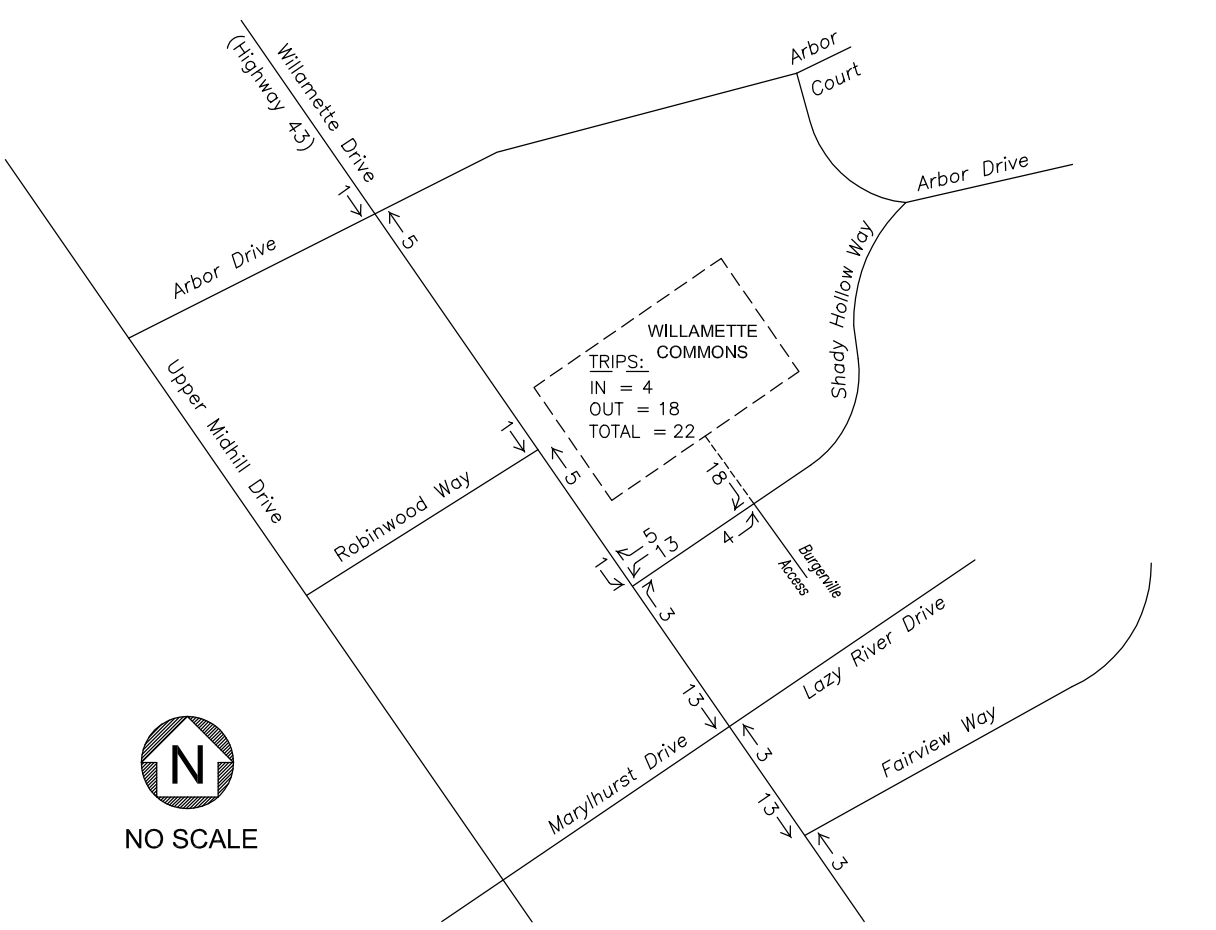 Arbor
Court
Willamette Drive
(Highway 43)
Arbor Drive
1
5
Arbor Drive
Shady Hollow Way
WILLAMETTE
COMMONS
TRIPS:
IN = 4
OUT = 18
TOTAL = 22
Upper Midhill Drive
1
5
Robinwood Way
18
4
5
13
1
3
Burgerville
Access
Lazy River Drive
13
3
Marylhurst Drive
Fairview Way
13
3
N
NO SCALE